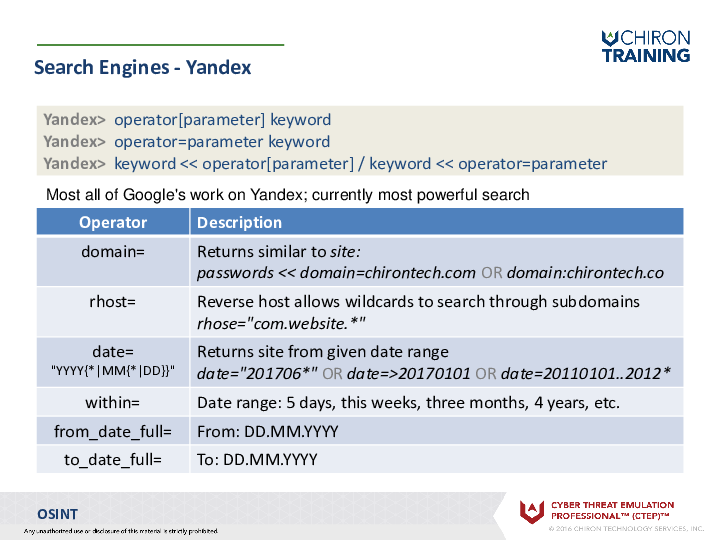 CHIRON
TRAINING
Search Engines - Yandex
Yandex> operator[parameter] keyword
Yandex> operator=parameter keyword
Yandex> keyword << operator[parameter] / keyword << operator=parameter
Most all of Google's work on Yandex; currently most powerful search
Operator Description
domain= Returns similar to site:
passwords << domain=chirontech.com OR domain:chirontech.co
rhost= Reverse host allows wildcards to search through subdomains
rhose="com.website.*"
date= Returns site from given date range
"YYYY{*|MM{*|DD}}" date="201706*" OR date=>20170101 OR date=20110101..2012*
within= Date range: 5 days, this weeks, three months, 4 years, etc.
from_date_full= From: DD.MM.YYYY
to_date_full= To: DD.MM.YYYY
OSINT
Any unauthorized use or disclosure of this material is strictly prohibited.
CYBER THREAT EMULATION
PROFESSIONAL™ (CTEP)™
© 2016 CHIRON TECHNOLOGY SERVICES, INC.